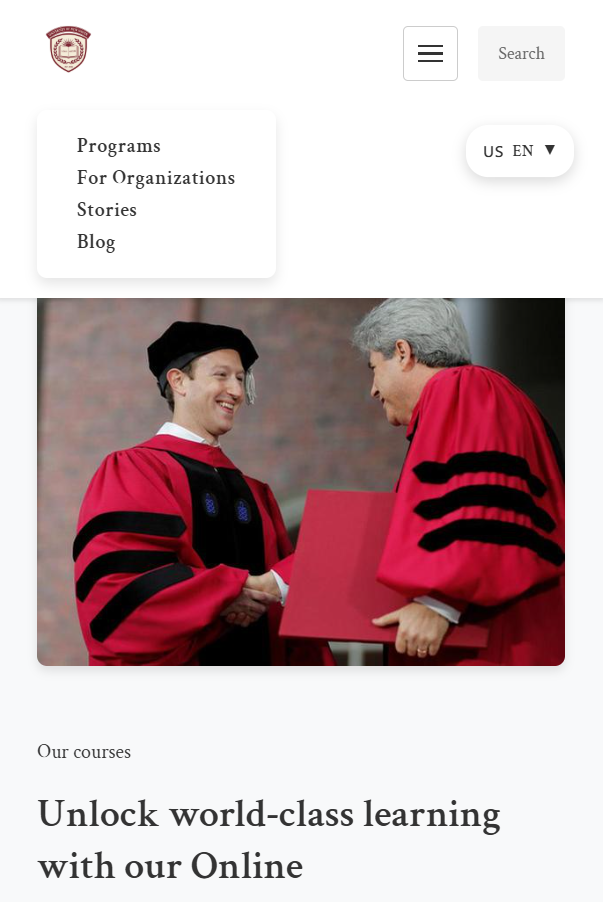 Search
Programs
For Organizations
Stories
Blog
US EN ▼
Our courses
Unlock world-class learning
with our Online